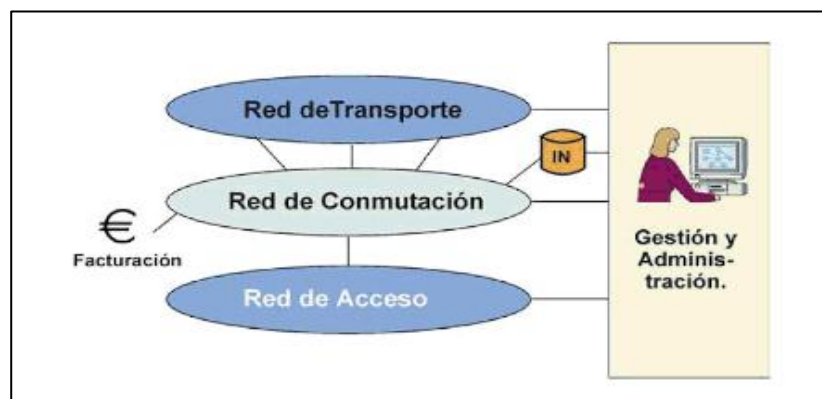 Red deTransporte
IN
Red de Conmutación
€
Facturación
Gestión y
Adminis-
tración.
Red de Acceso